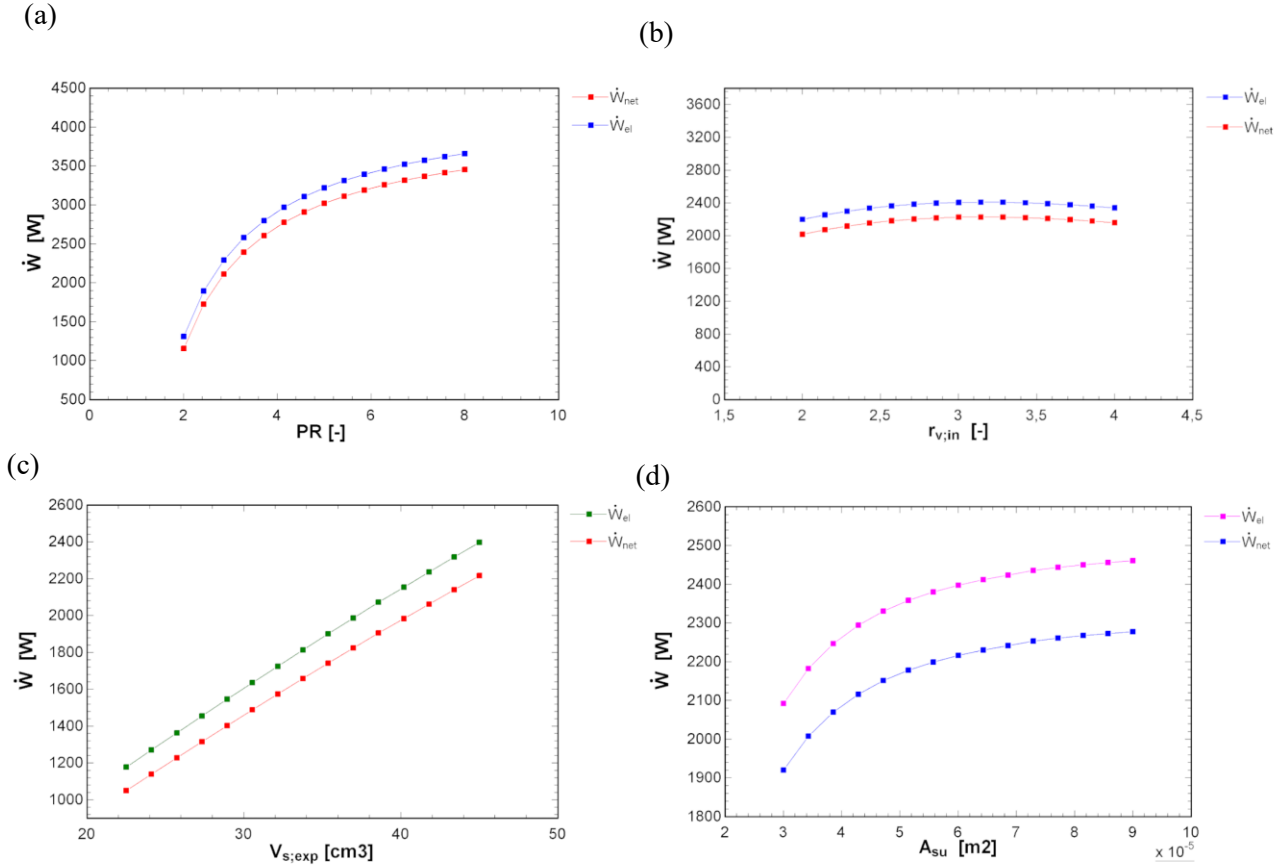 (a)
4500
4000
3500
3000
2500
2000
1500
1000
500
0 2 4 6 8 10
PR [-]
Ẇ [W]
Ẇnet
Ẇel
(b)
3600
3200
2800
2400
2000
1600
1200
800
400
0
1,5 2 2,5 3 3,5 4 4,5
rv;in [-]
Ẇ [W]
Ẇel
Ẇnet
(c)
2600
2400
2200
2000
1800
1600
1400
1200
1000
20 30 40 50
Vs;exp [cm3]
Ẇ [W]
Ẇel
Ẇnet
(d)
2600
2500
2400
2300
2200
2100
2000
1900
1800
2 3 4 5 6 7 8 9 10
x 10-5
Asu [m2]
Ẇ [W]
Ẇel
Ẇnet